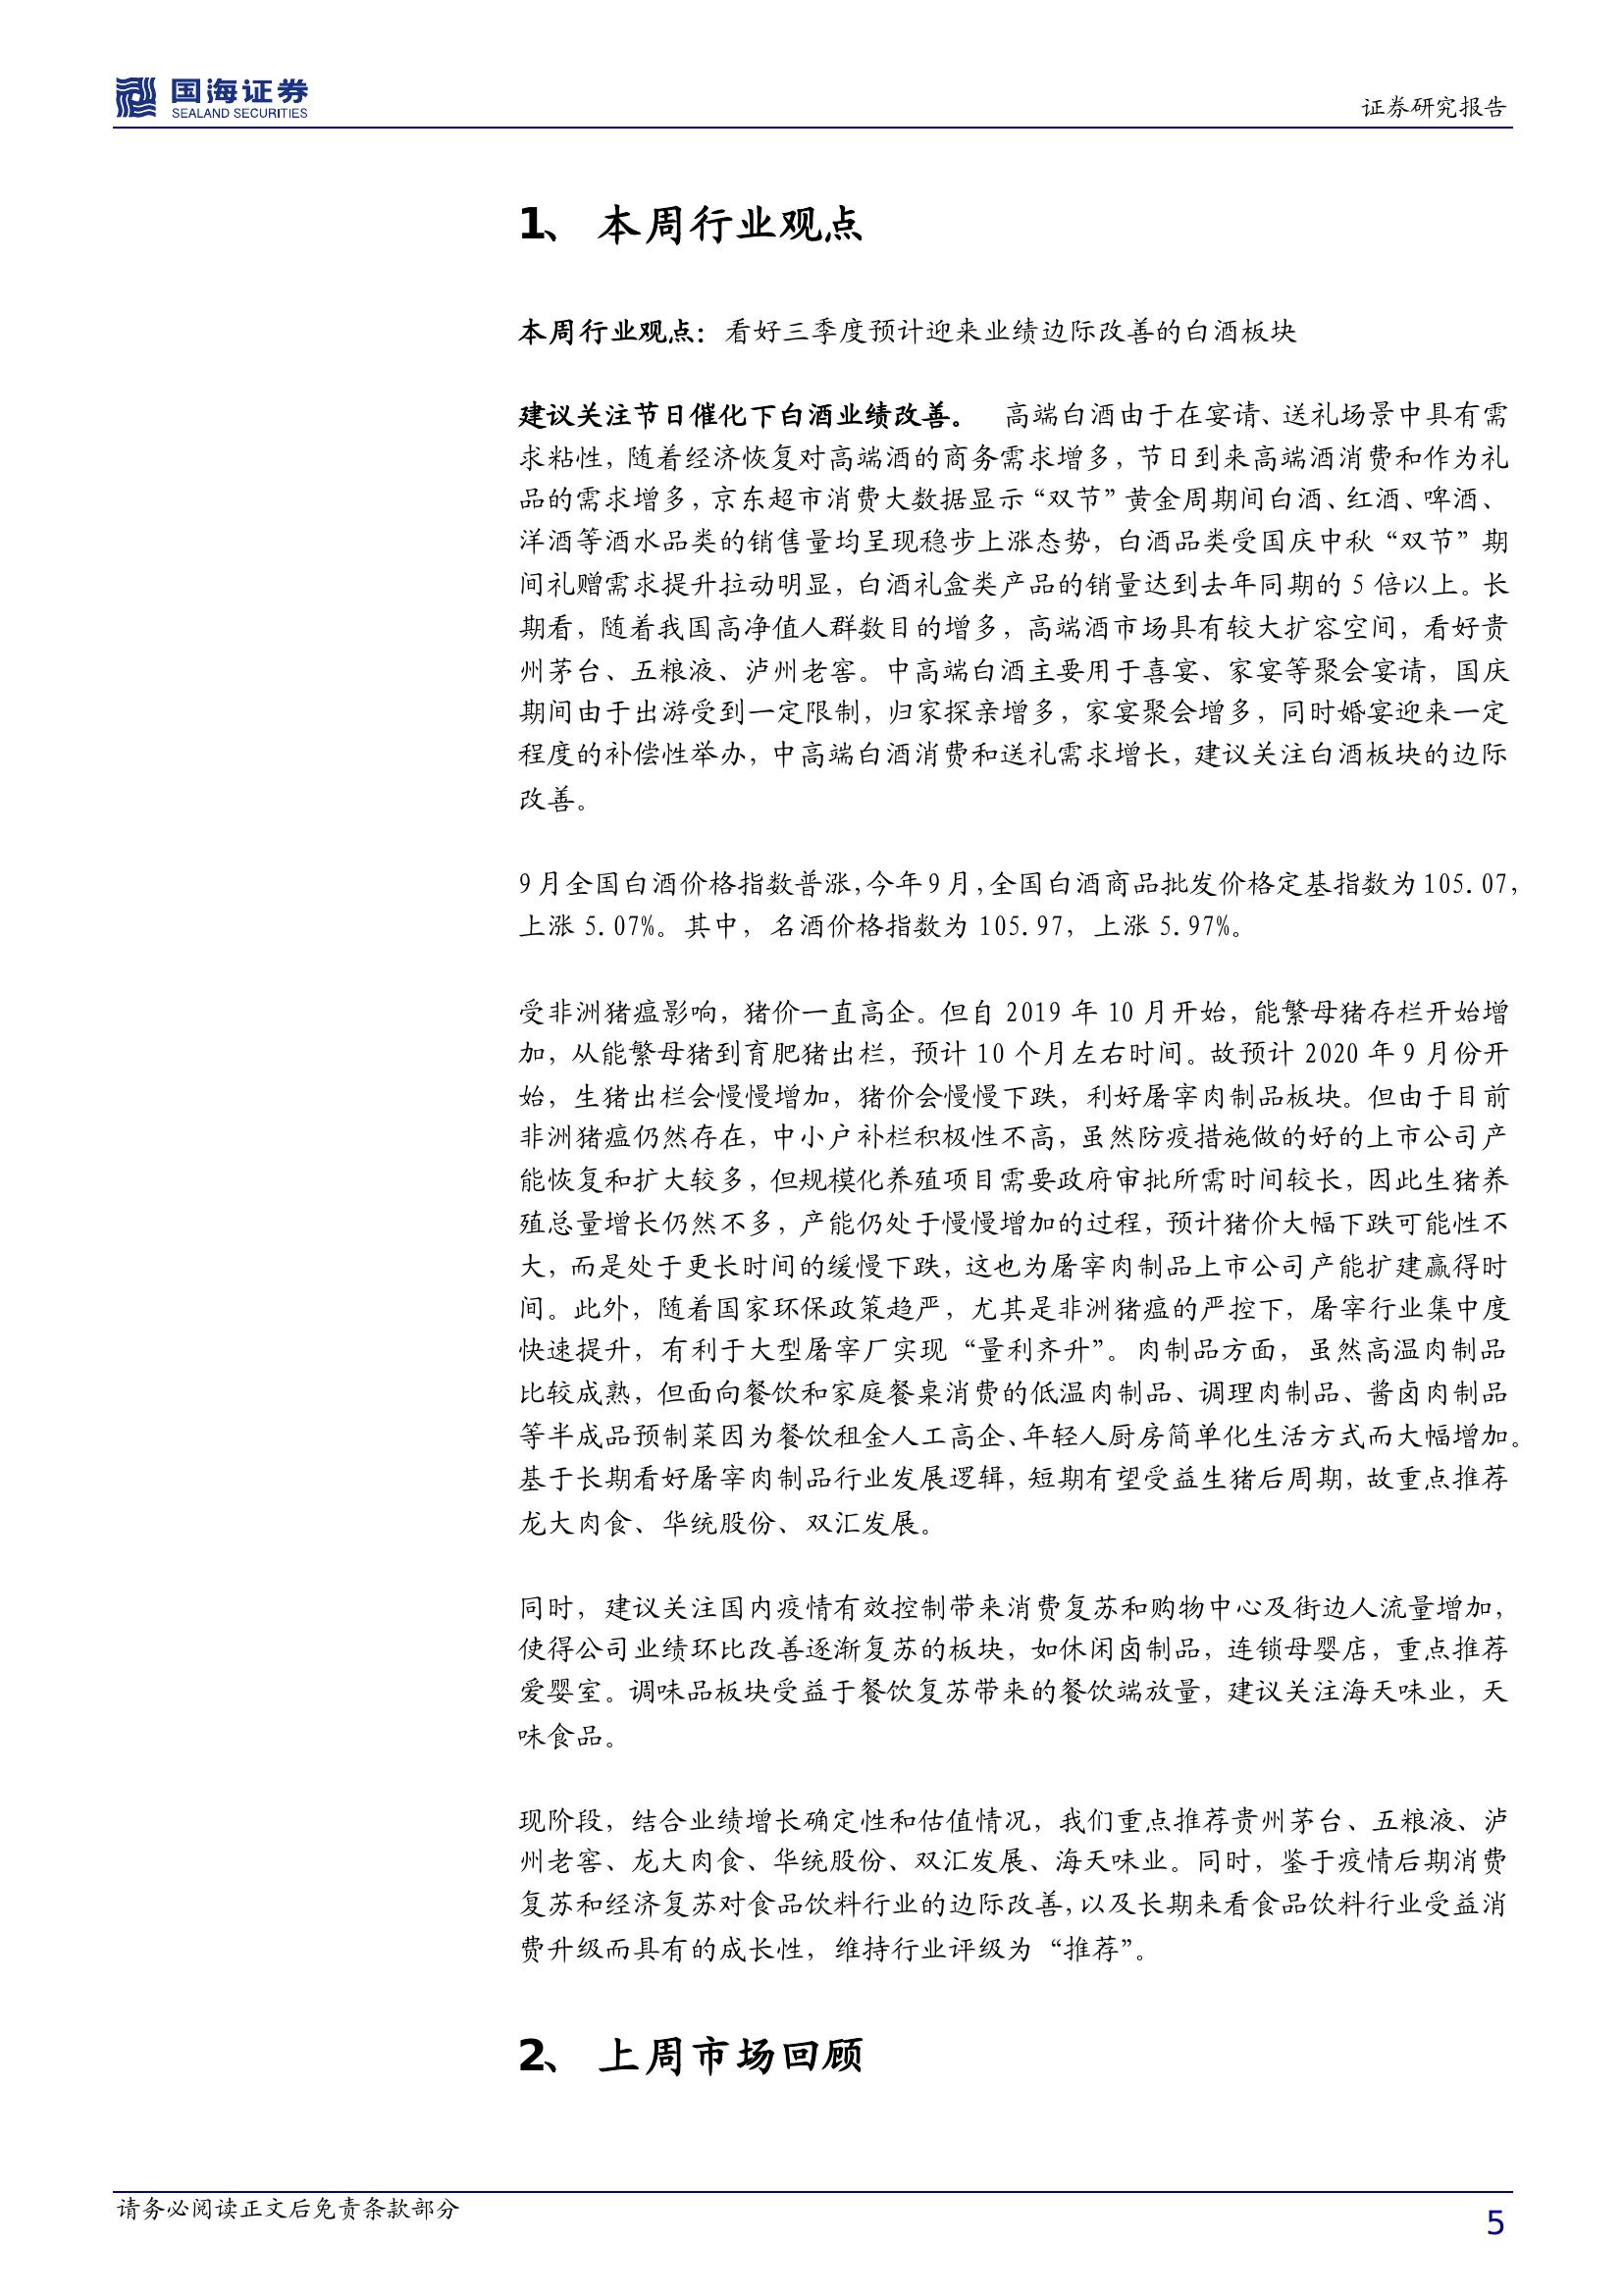 国海证券
SEALAND SECURITIES
证券研究报告
1、 本周行业观点
本周行业观点：看好三季度预计迎来业绩边际改善的白酒板块
建议关注节日催化下白酒业绩改善。 高端白酒由于在宴请、送礼场景中具有需
求粘性，随着经济恢复对高端酒的商务需求增多，节日到来高端酒消费和作为礼
品的需求增多，京东超市消费大数据显示“双节”黄金周期间白酒、红酒、啤酒、
洋酒等酒水品类的销售量均呈现稳步上涨态势，白酒品类受国庆中秋“双节”期
间礼赠需求提升拉动明显，白酒礼盒类产品的销量达到去年同期的 5 倍以上。长
期看，随着我国高净值人群数目的增多，高端酒市场具有较大扩容空间，看好贵
州茅台、五粮液、泸州老窖。中高端白酒主要用于喜宴、家宴等聚会宴请，国庆
期间由于出游受到一定限制，归家探亲增多，家宴聚会增多，同时婚宴迎来一定
程度的补偿性举办，中高端白酒消费和送礼需求增长，建议关注白酒板块的边际
改善。
9 月全国白酒价格指数普涨，今年 9 月，全国白酒商品批发价格定基指数为 105.07，
上涨 5.07%。其中，名酒价格指数为 105.97，上涨 5.97%。
受非洲猪瘟影响，猪价一直高企。但自 2019 年 10 月开始，能繁母猪存栏开始增
加，从能繁母猪到育肥猪出栏，预计 10 个月左右时间。故预计 2020 年 9 月份开
始，生猪出栏会慢慢增加，猪价会慢慢下跌，利好屠宰肉制品板块。但由于目前
非洲猪瘟仍然存在，中小户补栏积极性不高，虽然防疫措施做的好的上市公司产
能恢复和扩大较多，但规模化养殖项目需要政府审批所需时间较长，因此生猪养
殖总量增长仍然不多，产能仍处于慢慢增加的过程，预计猪价大幅下跌可能性不
大，而是处于更长时间的缓慢下跌，这也为屠宰肉制品上市公司产能扩建赢得时
间。此外，随着国家环保政策趋严，尤其是非洲猪瘟的严控下，屠宰行业集中度
快速提升，有利于大型屠宰厂实现“量利齐升”。肉制品方面，虽然高温肉制品
比较成熟，但面向餐饮和家庭餐桌消费的低温肉制品、调理肉制品、酱卤肉制品
等半成品预制菜因为餐饮租金人工高企、年轻人厨房简单化生活方式而大幅增加。
基于长期看好屠宰肉制品行业发展逻辑，短期有望受益生猪后周期，故重点推荐
龙大肉食、华统股份、双汇发展。
同时，建议关注国内疫情有效控制带来消费复苏和购物中心及街边人流量增加，
使得公司业绩环比改善逐渐复苏的板块，如休闲卤制品，连锁母婴店，重点推荐
爱婴室。调味品板块受益于餐饮复苏带来的餐饮端放量，建议关注海天味业，天
味食品。
现阶段，结合业绩增长确定性和估值情况，我们重点推荐贵州茅台、五粮液、泸
州老窖、龙大肉食、华统股份、双汇发展、海天味业。同时，鉴于疫情后期消费
复苏和经济复苏对食品饮料行业的边际改善，以及长期来看食品饮料行业受益消
费升级而具有的成长性，维持行业评级为“推荐”。
2、 上周市场回顾
请务必阅读正文后免责条款部分
5